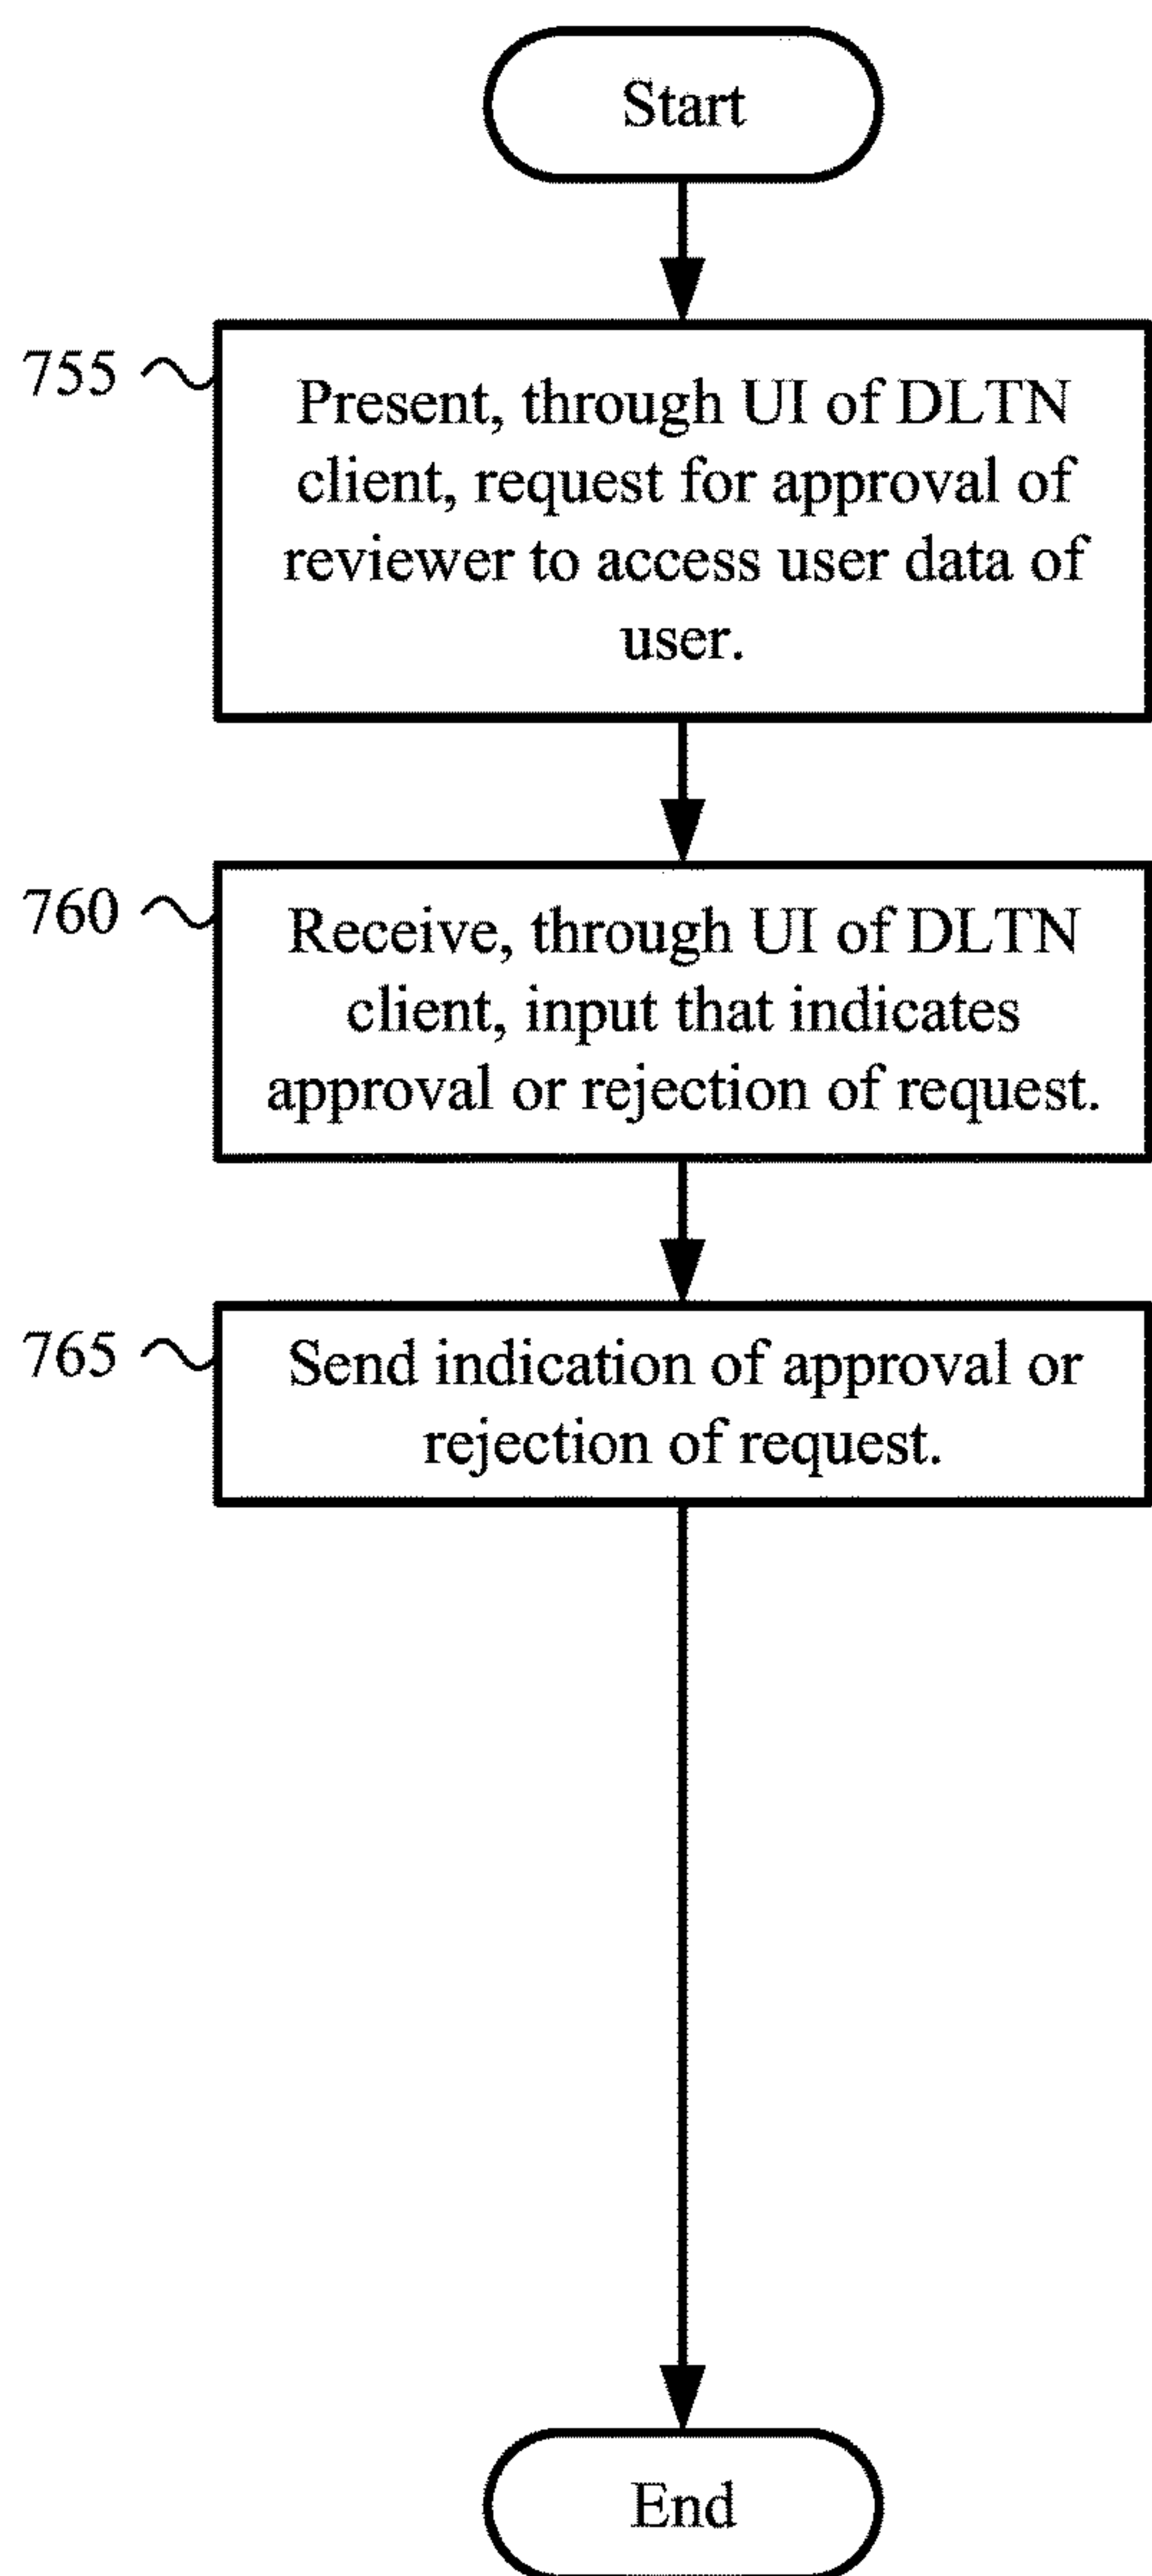 Start
755
Present, through UI of DLTN
client, request for approval of
reviewer to access user data of
user.
760
Receive, through UI of DLTN
client, input that indicates
approval or rejection of request.
765
Send indication of approval or
rejection of request.
End